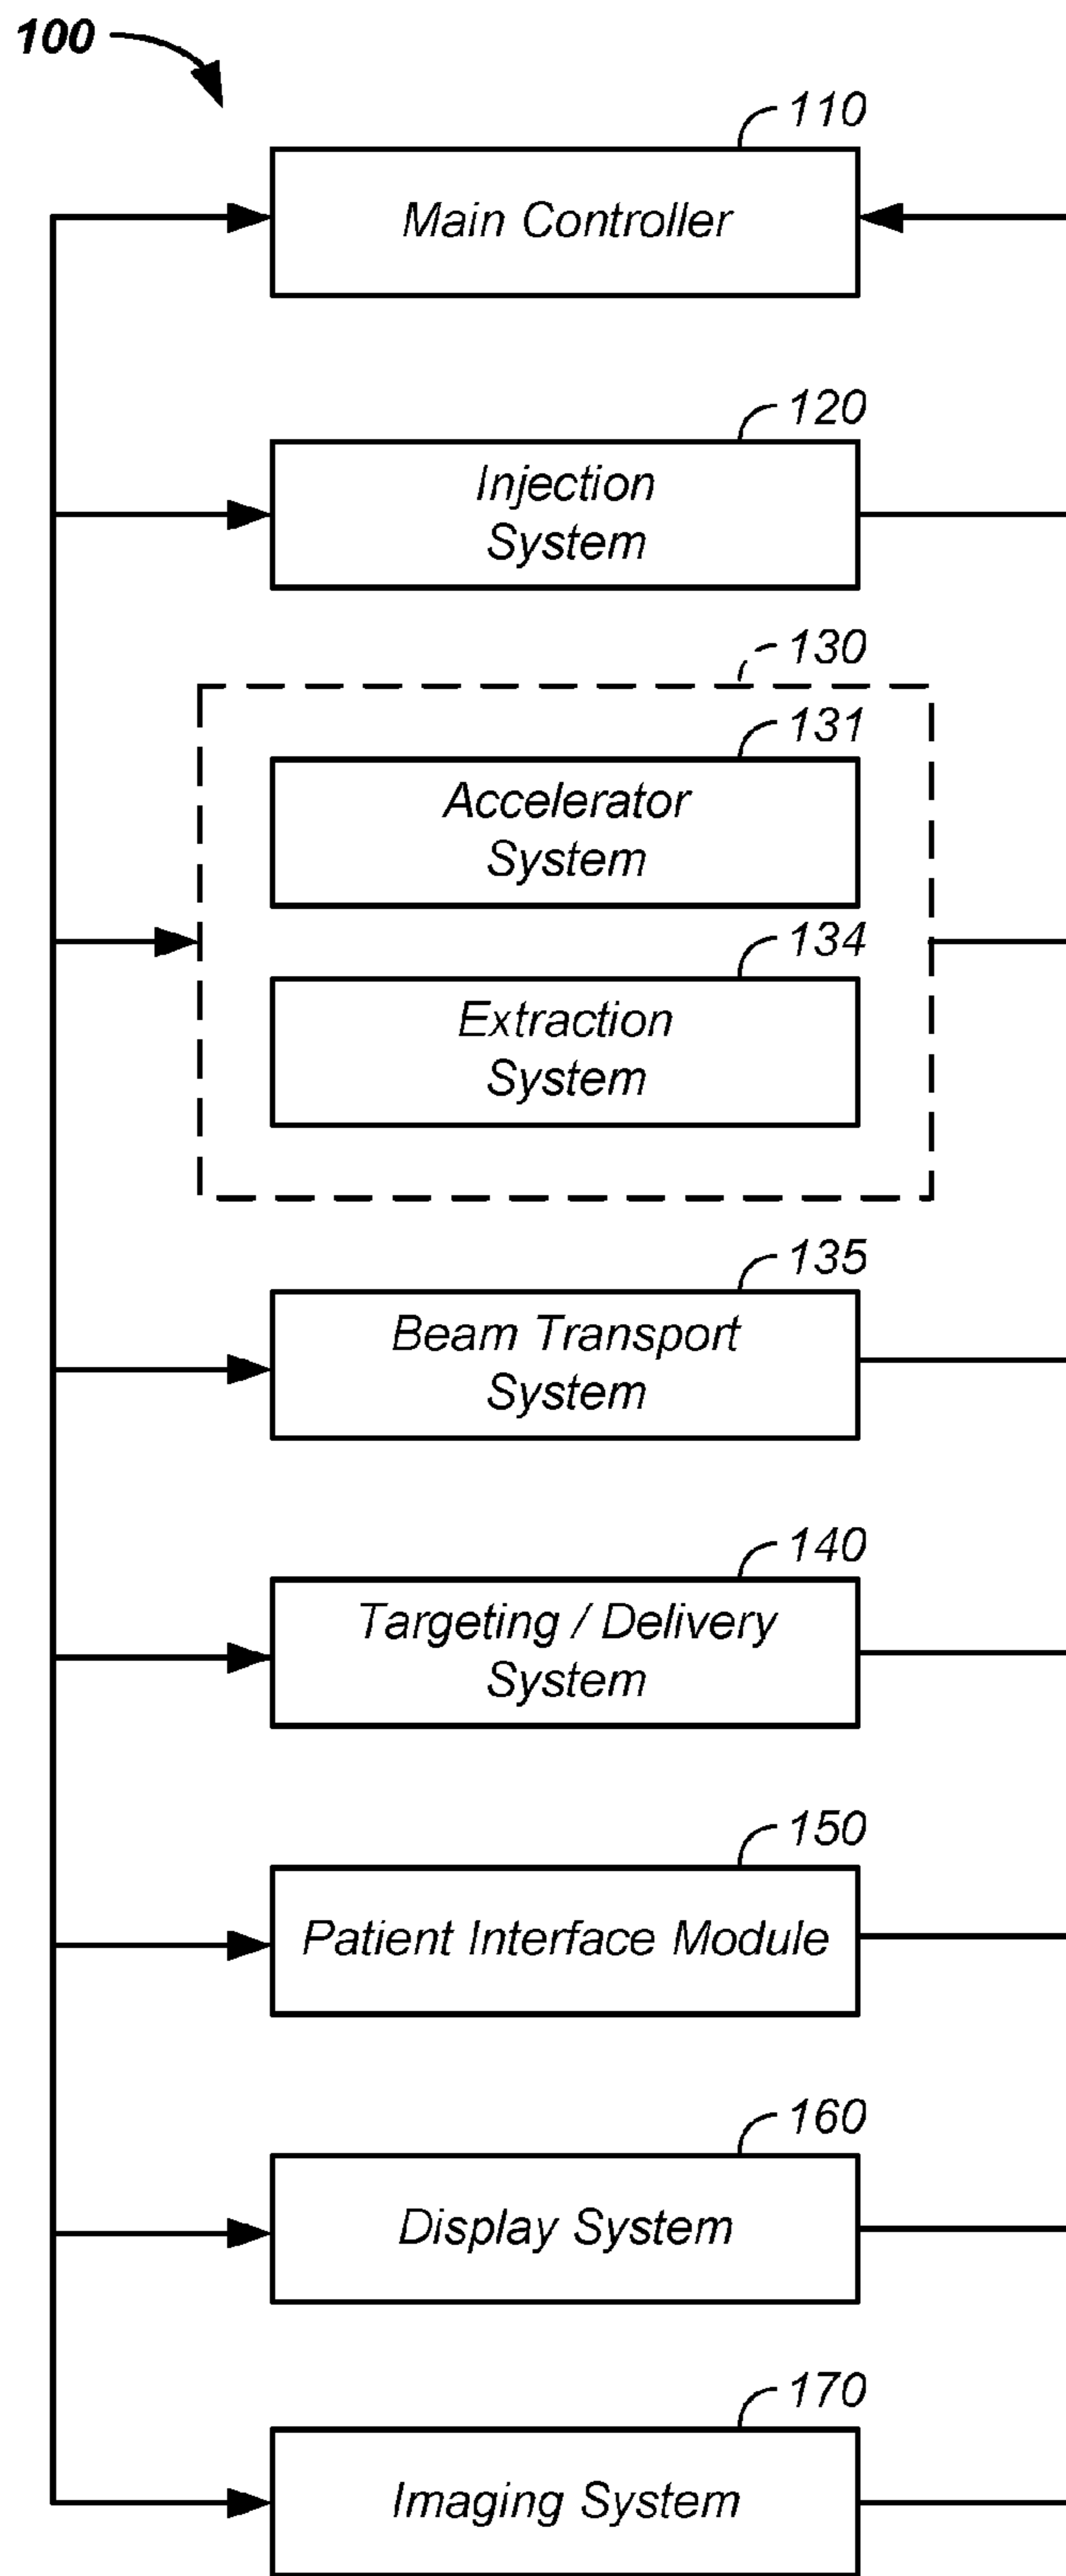 100
110
Main Controller
120
Injection
System
130
131
Accelerator
System
134
Extraction
System
135
Beam Transport
System
140
Targeting / Delivery
System
150
Patient Interface Module
160
Display System
170
Imaging System